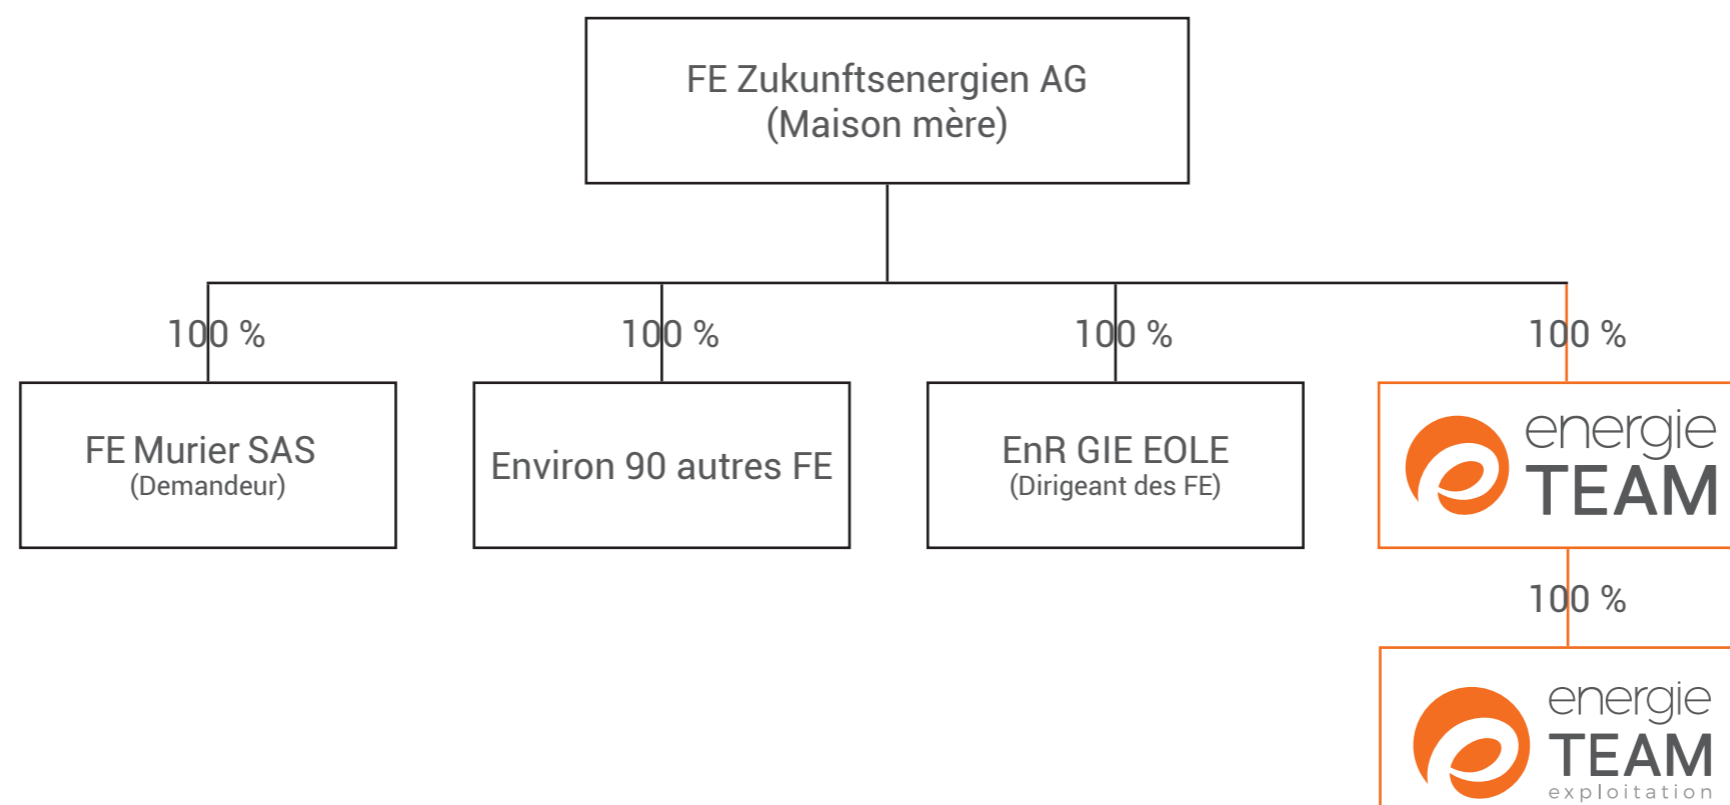 FE Zukunftsenergien AG
(Maison mère)
100 %
100 %
100 %
100 %
FE Murier SAS
(Demandeur)
Environ 90 autres FE
EnR GIE EOLE
(Dirigeant des FE)
energie
TEAM
100 %
energie
TEAM
exploitation